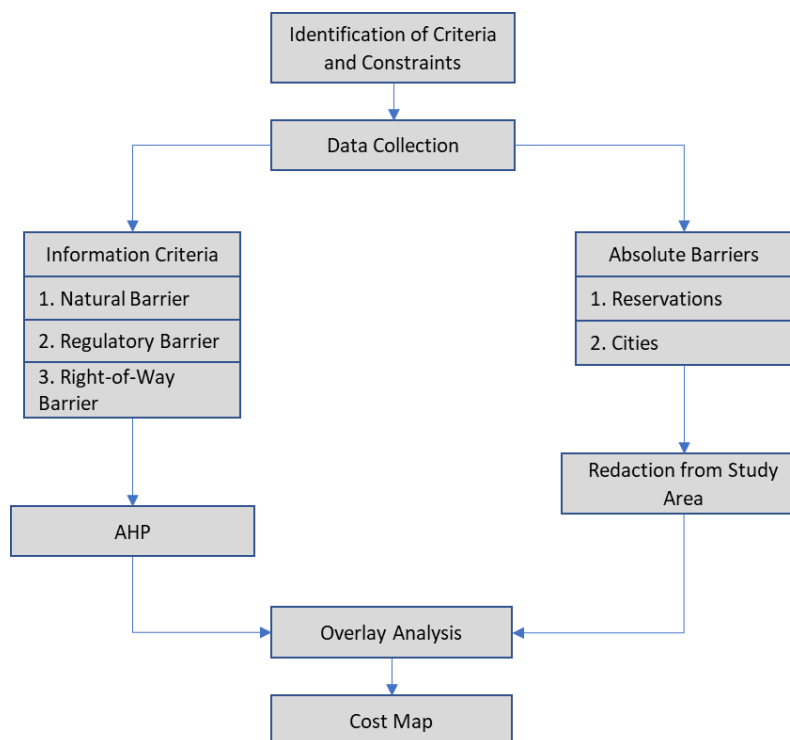 Identification of Criteria
and Constraints
Data Collection
Information Criteria
1. Natural Barrier
2. Regulatory Barrier
3. Right-of-Way
Barrier
Absolute Barriers
1. Reservations
2. Cities
Redaction from Study
Area
AHP
Overlay Analysis
Cost Map